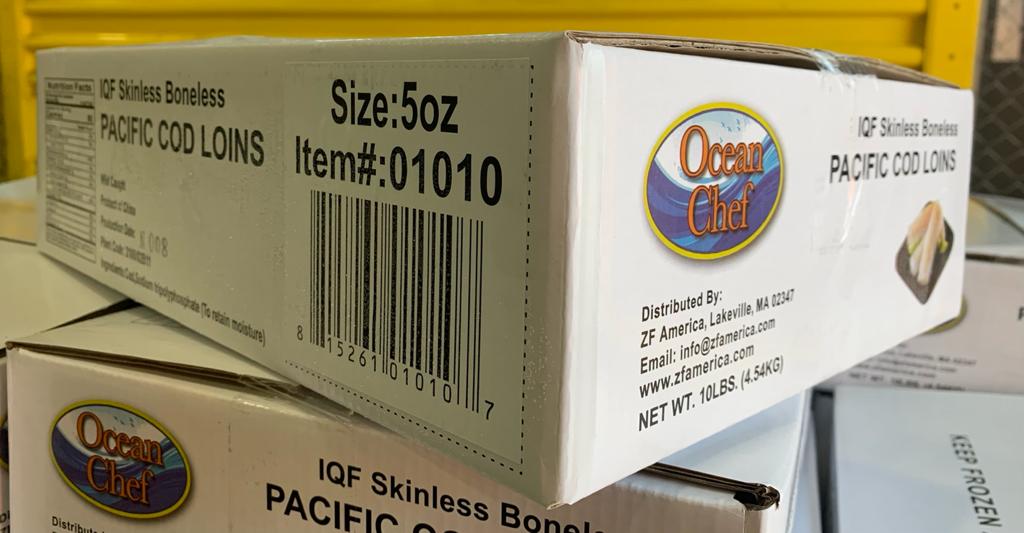 Nutrition Facts
IQF Skinless Boneless
PACIFIC COD LOINS
Wild Caught
Product of China
Production Date:
Plant Code:
Ingredients: Cod, Sodium tripolyphosphate (To retain moisture)
Size:5oz
Item#:01010
8 15261 01010 7
Ocean
Chef
Distributed By:
ZF America, Lakeville, MA 02347
Email: info@zfamerica.com
www.zfamerica.com
NET WT. 10LBS. (4.54KG)
IQF Skinless Boneless
PACIFIC COD LOINS
Ocean
Chef
IQF Skinless
PACIFIC
KEEP FROZEN